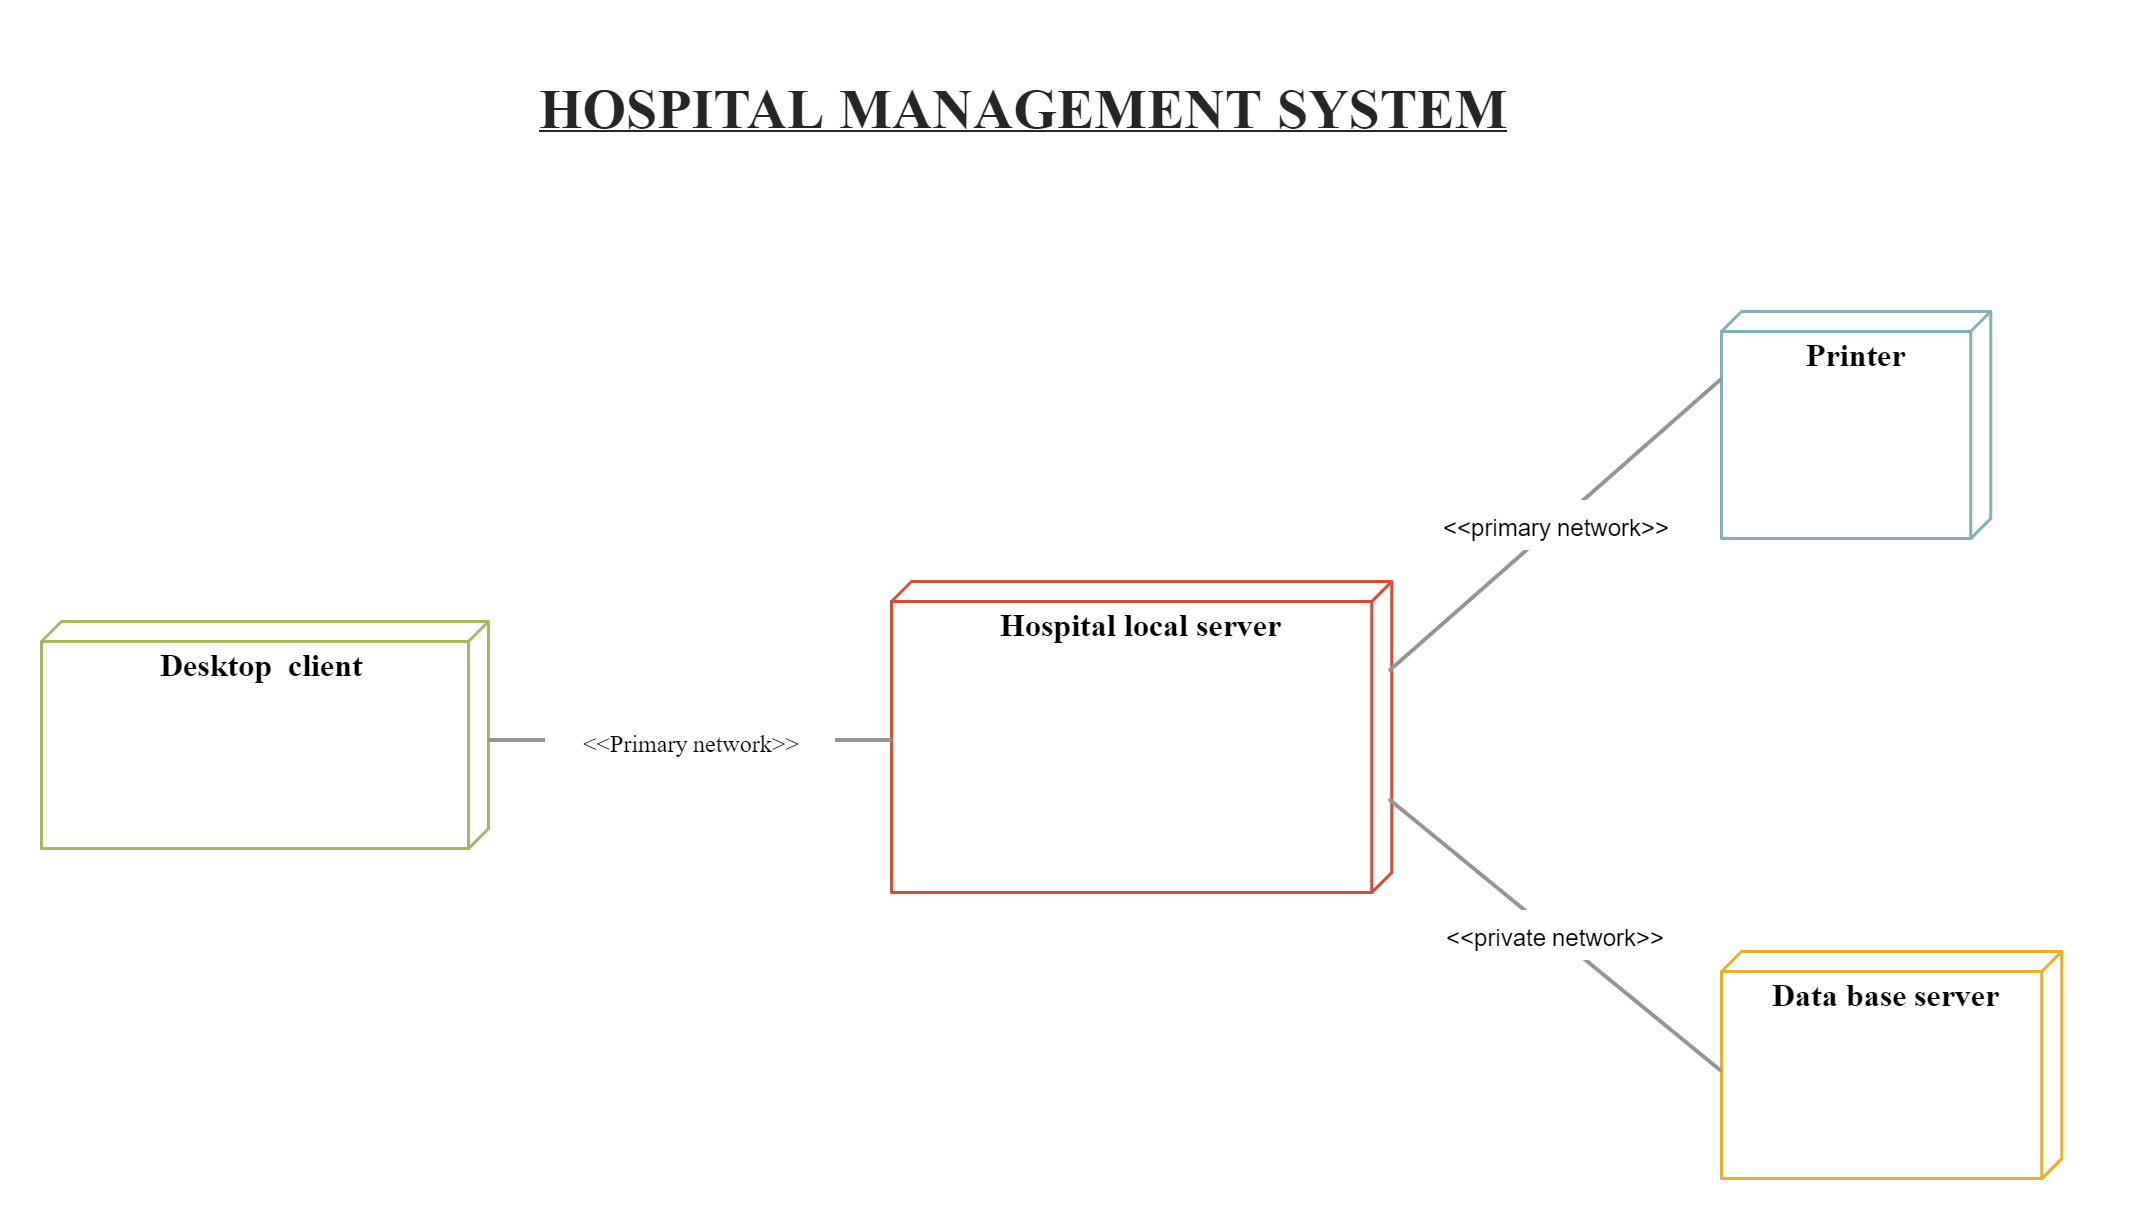 HOSPITAL MANAGEMENT SYSTEM
Printer
<<primary network>>
Hospital local server
Desktop  client
<<Primary network>>
<<private network>>
Data base server